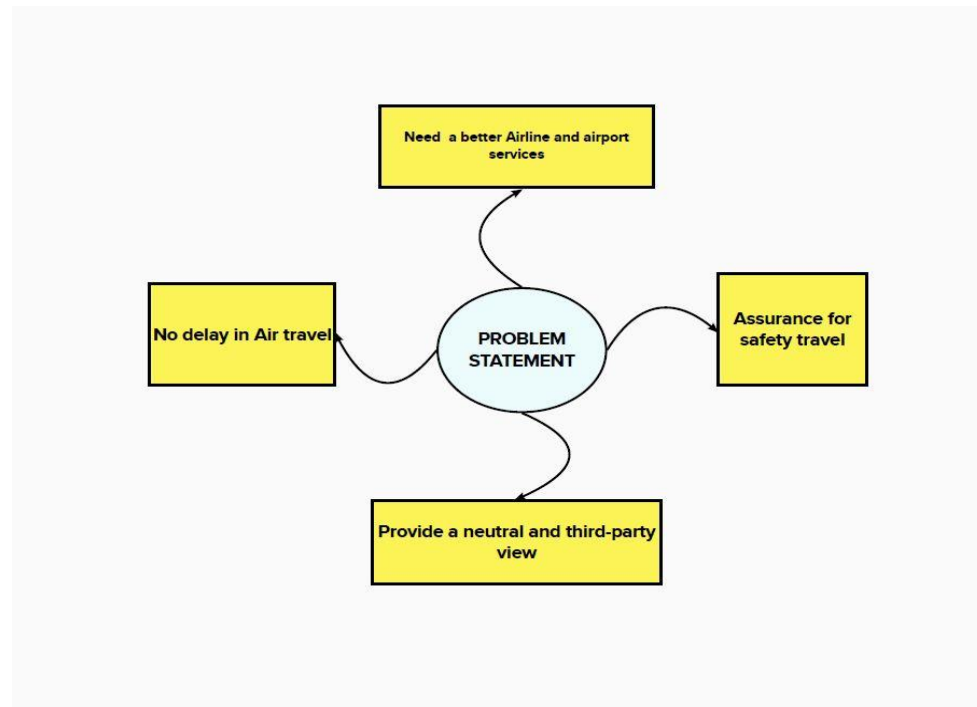 Need a better Airline and airport
services
No delay in Air travel
PROBLEM
STATEMENT
Assurance for
safety travel
Provide a neutral and third-party
view